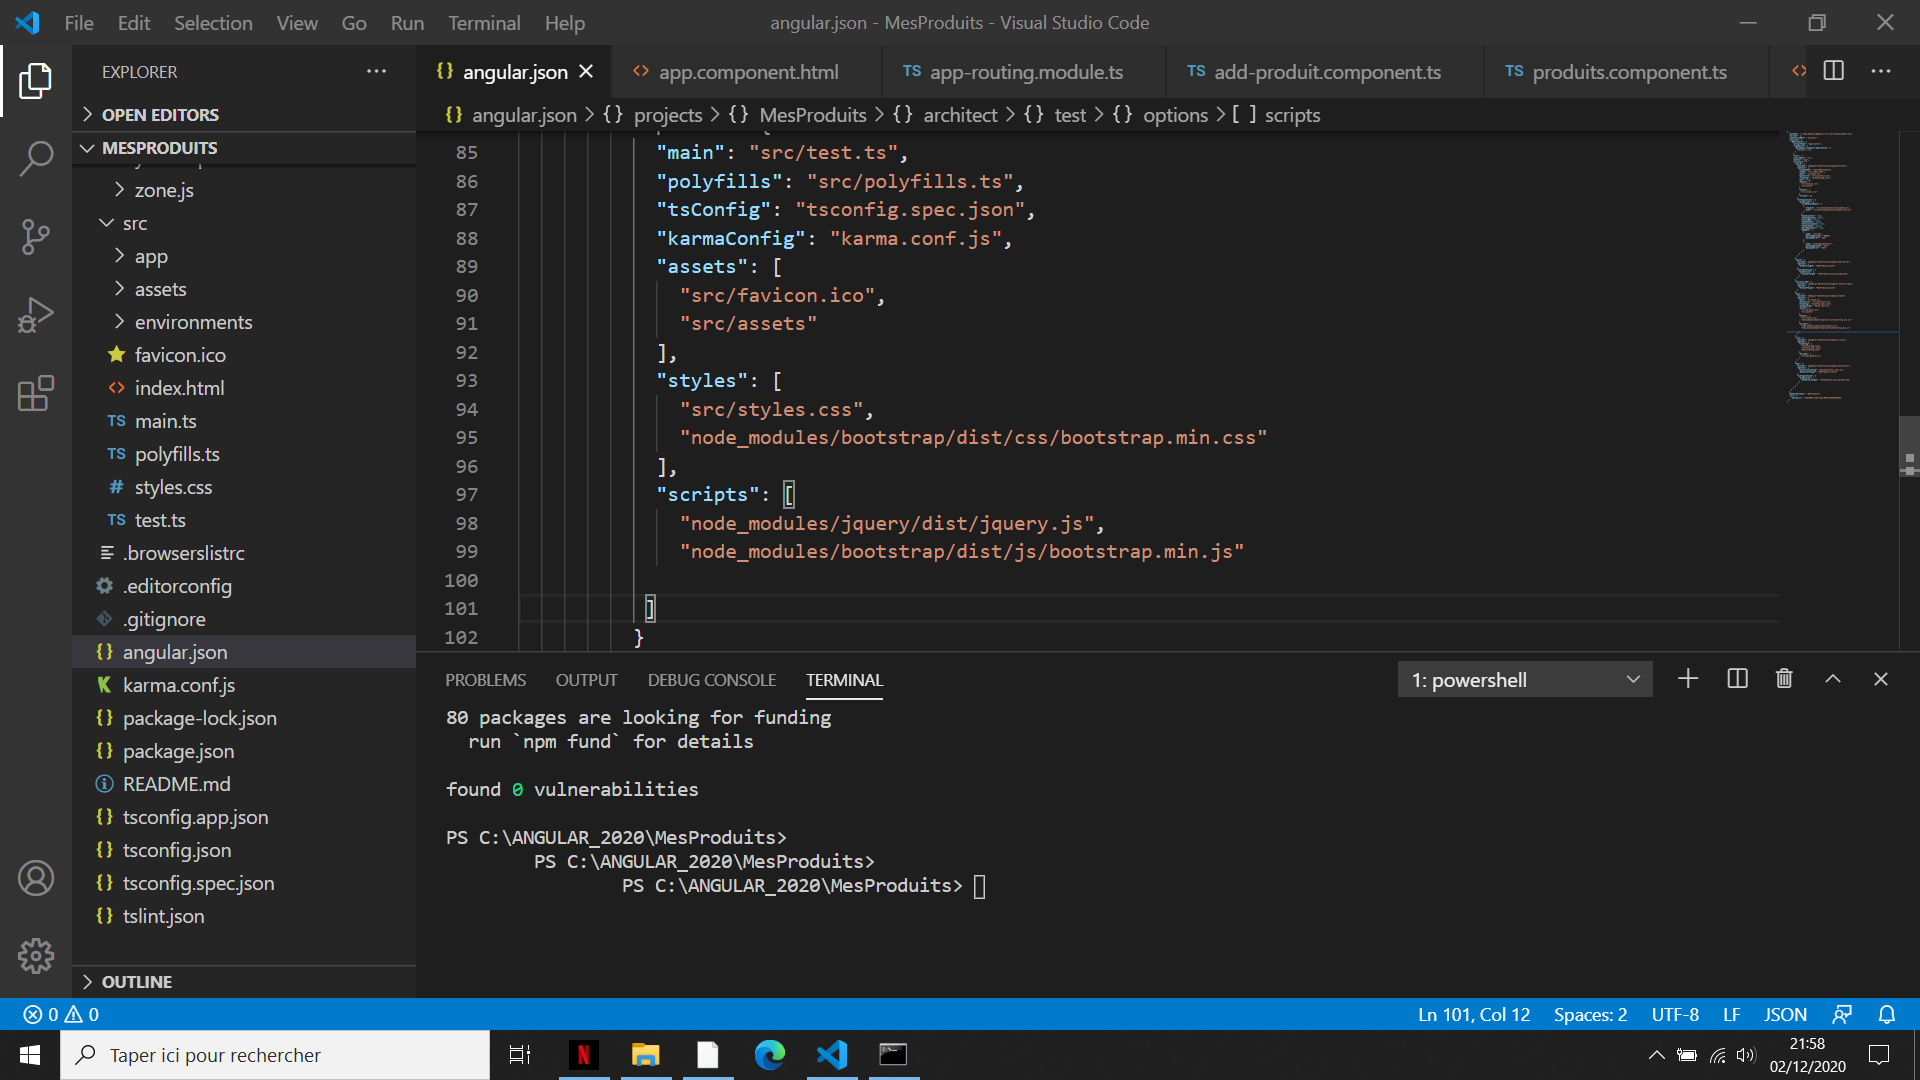 File Edit Selection View Go Run Terminal Help
angular.json - MesProduits - Visual Studio Code
EXPLORER
OPEN EDITORS
MESPRODUITS
zone.js
src
app
assets
environments
favicon.ico
index.html
TS main.ts
TS polyfills.ts
# styles.css
TS test.ts
.browserslistrc
.editorconfig
.gitignore
{} angular.json
karma.conf.js
{} package-lock.json
{} package.json
README.md
{} tsconfig.app.json
{} tsconfig.json
{} tsconfig.spec.json
{} tslint.json
OUTLINE
{} angular.json
<> app.component.html
TS app-routing.module.ts
TS add-produit.component.ts
TS produits.component.ts
{} angular.json > {} projects > {} MesProduits > {} architect > {} test > {} options > [ ] scripts
85 "main": "src/test.ts",
86 "polyfills": "src/polyfills.ts",
87 "tsConfig": "tsconfig.spec.json",
88 "karmaConfig": "karma.conf.js",
89 "assets": [
90 "src/favicon.ico",
91 "src/assets"
92 ],
93 "styles": [
94 "src/styles.css",
95 "node_modules/bootstrap/dist/css/bootstrap.min.css"
96 ],
97 "scripts": [
98 "node_modules/jquery/dist/jquery.js",
99 "node_modules/bootstrap/dist/js/bootstrap.min.js"
100
101 ]
102 }
PROBLEMS OUTPUT DEBUG CONSOLE TERMINAL
1: powershell
80 packages are looking for funding
run `npm fund` for details
found 0 vulnerabilities
PS C:\ANGULAR_2020\MesProduits>
PS C:\ANGULAR_2020\MesProduits>
PS C:\ANGULAR_2020\MesProduits>
0 0
Ln 101, Col 12 Spaces: 2 UTF-8 LF JSON
Taper ici pour rechercher
N
21:58
02/12/2020